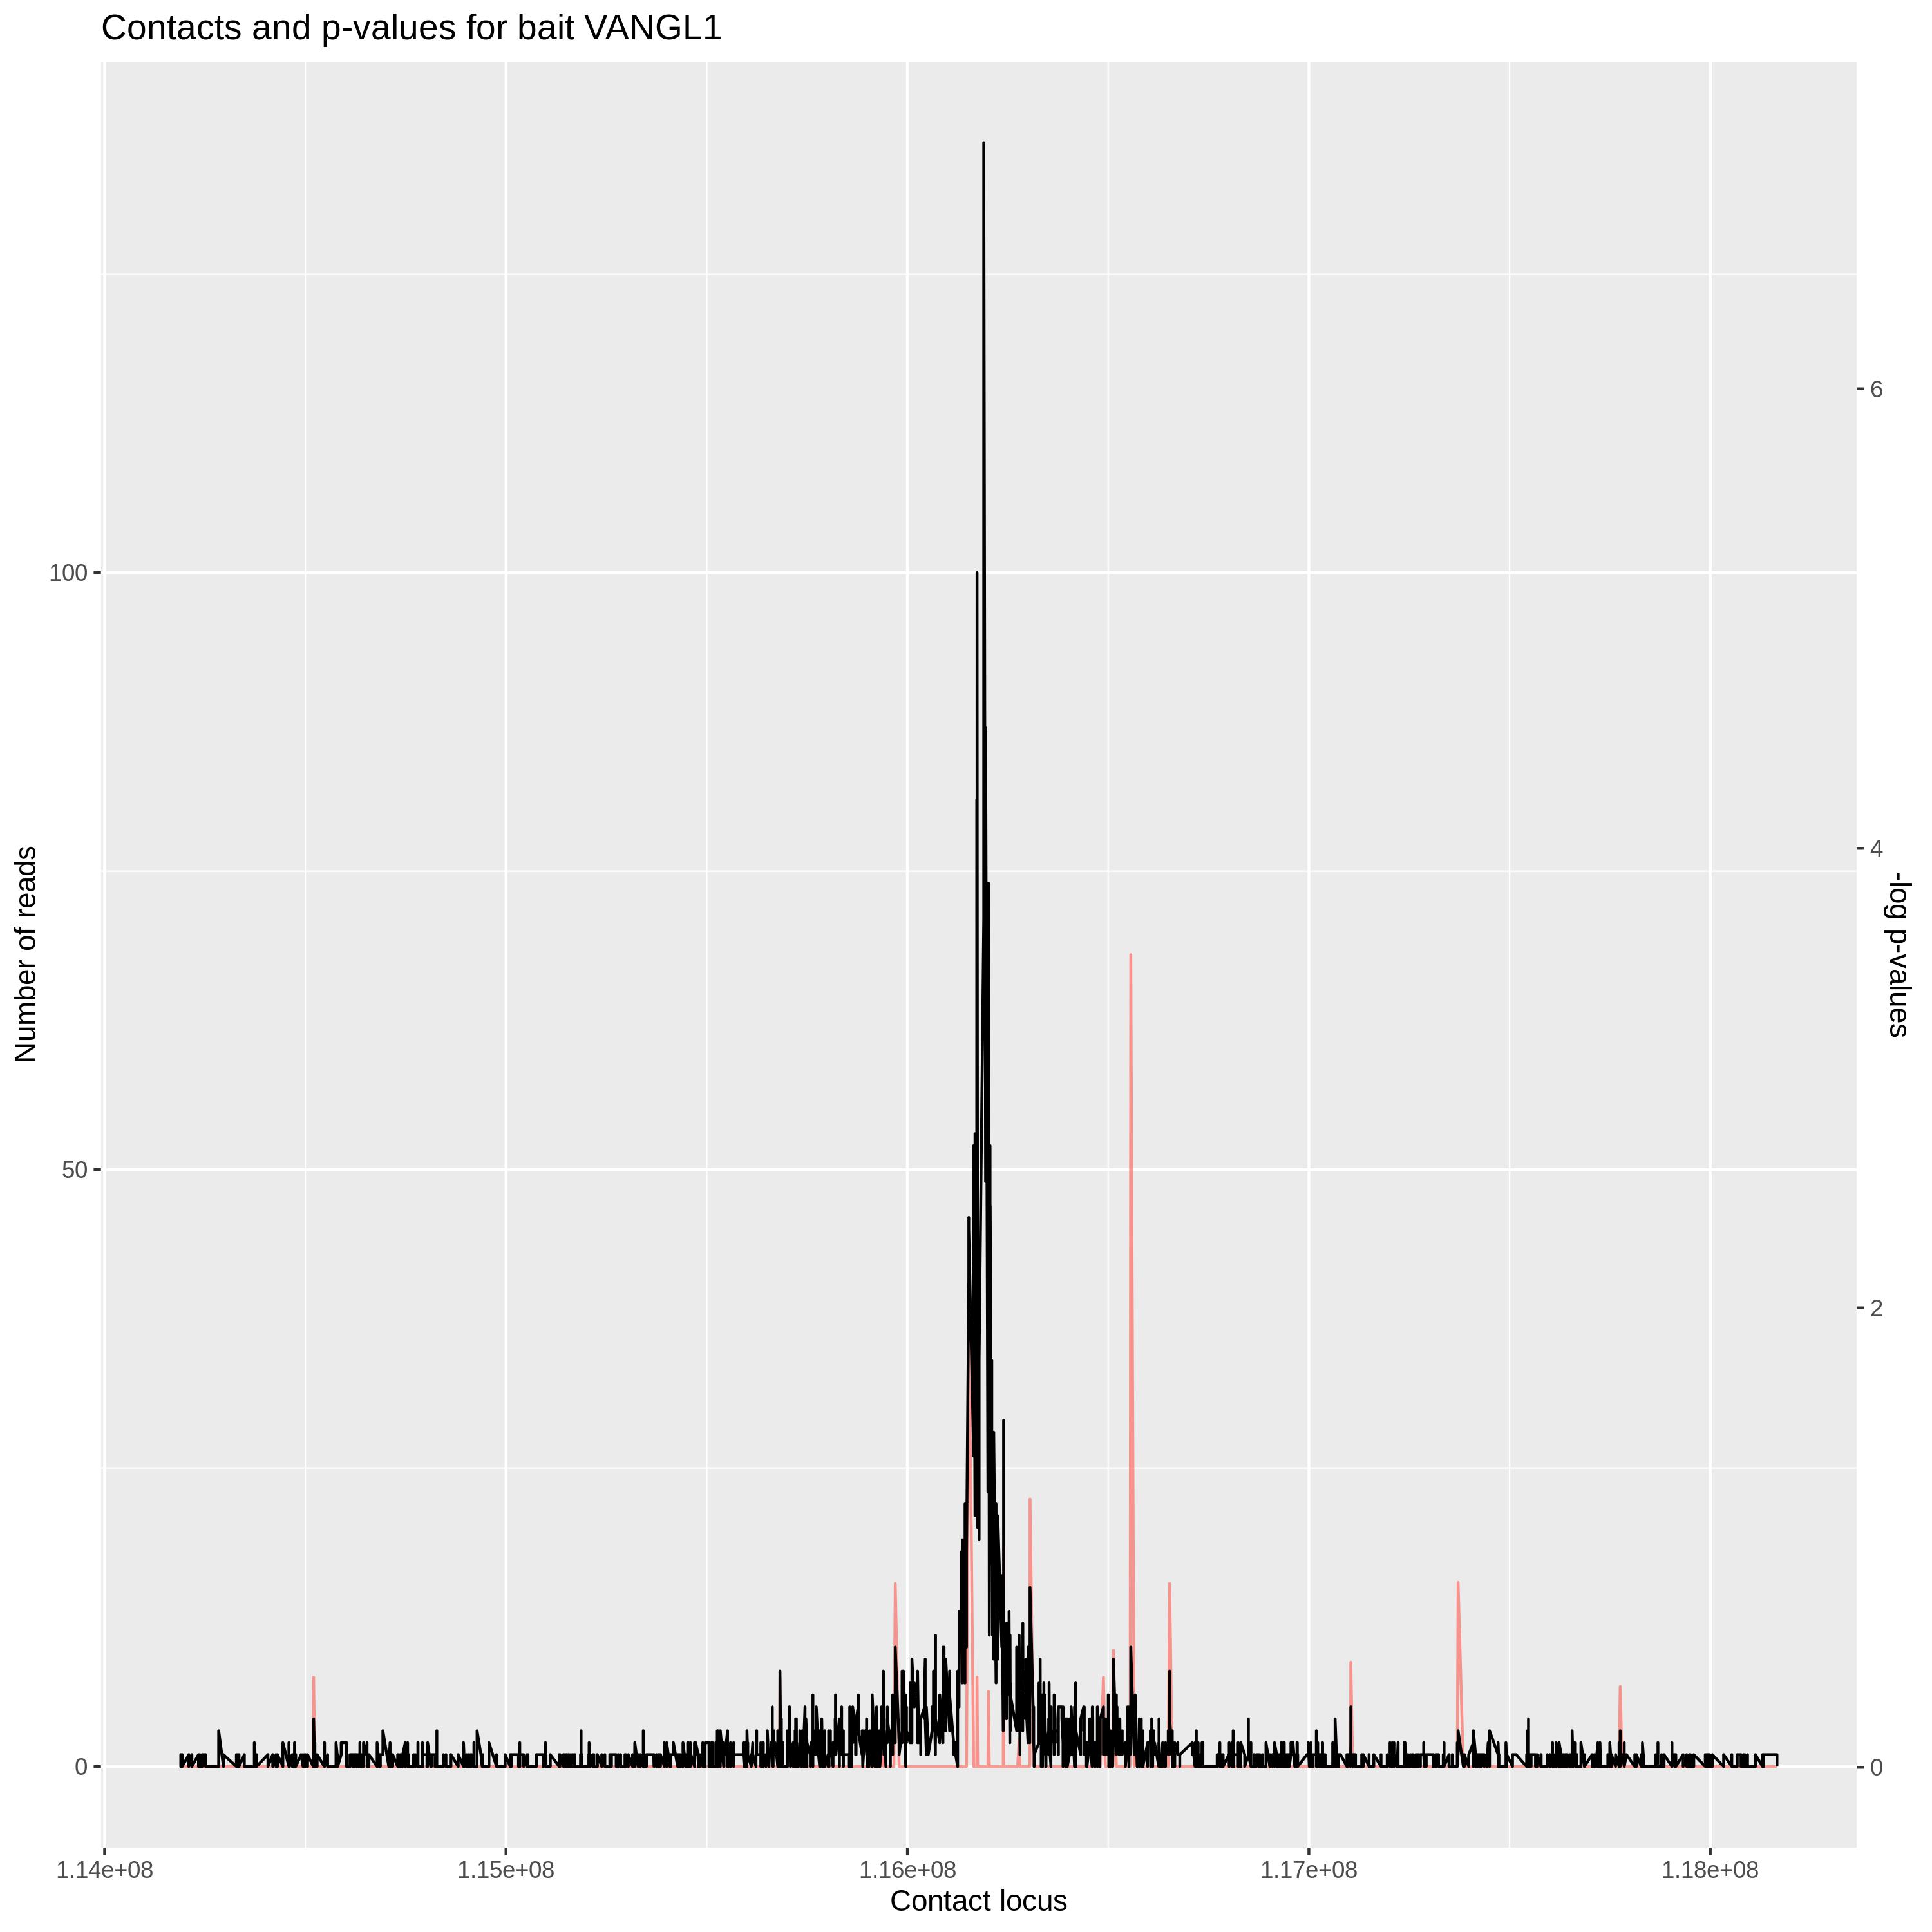 Contacts and p-values for bait VANGL1
Number of reads
100
50
0
6
4
2
0
-log p-values
1.14e+08 1.15e+08 1.16e+08 1.17e+08 1.18e+08
Contact locus